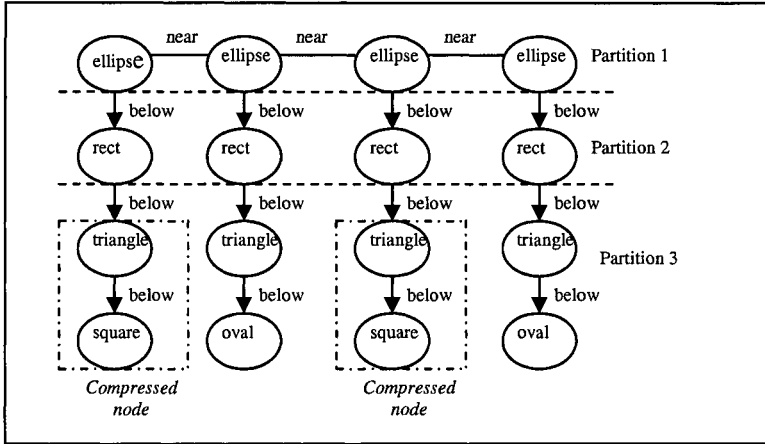 near near near
ellipse ellipse ellipse ellipse Partition 1
below below below below
rect rect rect rect Partition 2
below below below below
triangle triangle triangle triangle Partition 3
below below below below
square oval square oval
Compressed Compressed
node node